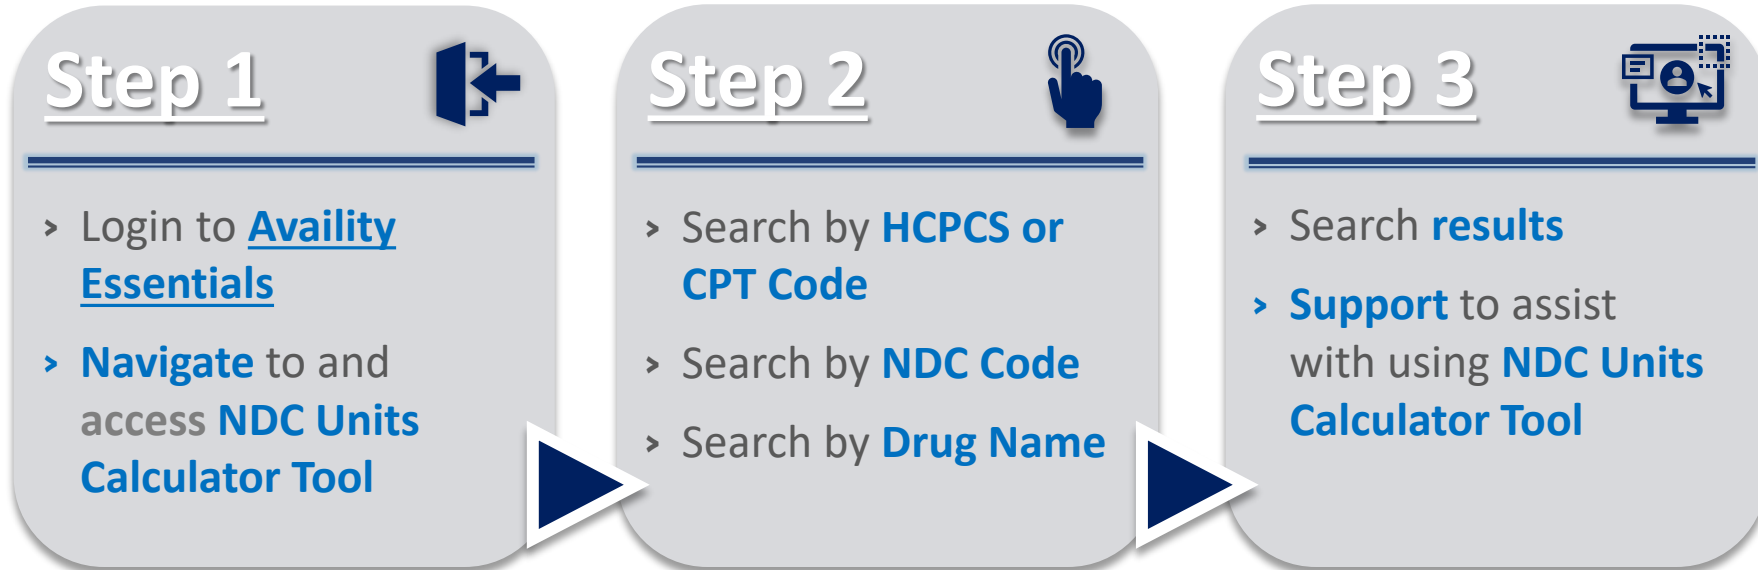 Step 1
› Login to Availity
Essentials
› Navigate to and
access NDC Units
Calculator Tool
Step 2
› Search by HCPCS or
CPT Code
› Search by NDC Code
› Search by Drug Name
Step 3
› Search results
› Support to assist
with using NDC Units
Calculator Tool